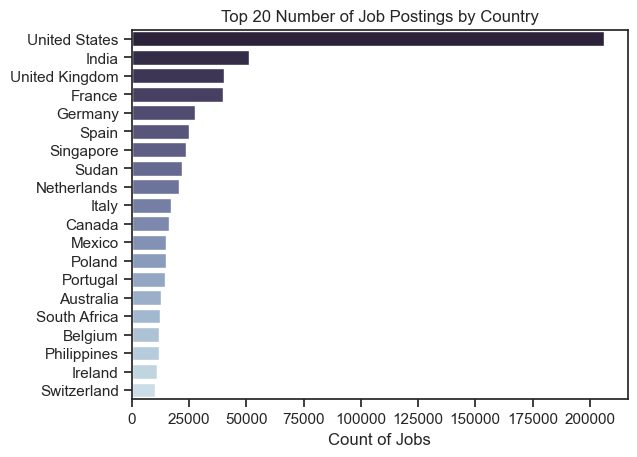 Top 20 Number of Job Postings by Country
United States
India
United Kingdom
France
Germany
Spain
Singapore
Sudan
Netherlands
Italy
Canada
Mexico
Poland
Portugal
Australia
South Africa
Belgium
Philippines
Ireland
Switzerland
0 25000 50000 75000 100000 125000 150000 175000 200000
Count of Jobs